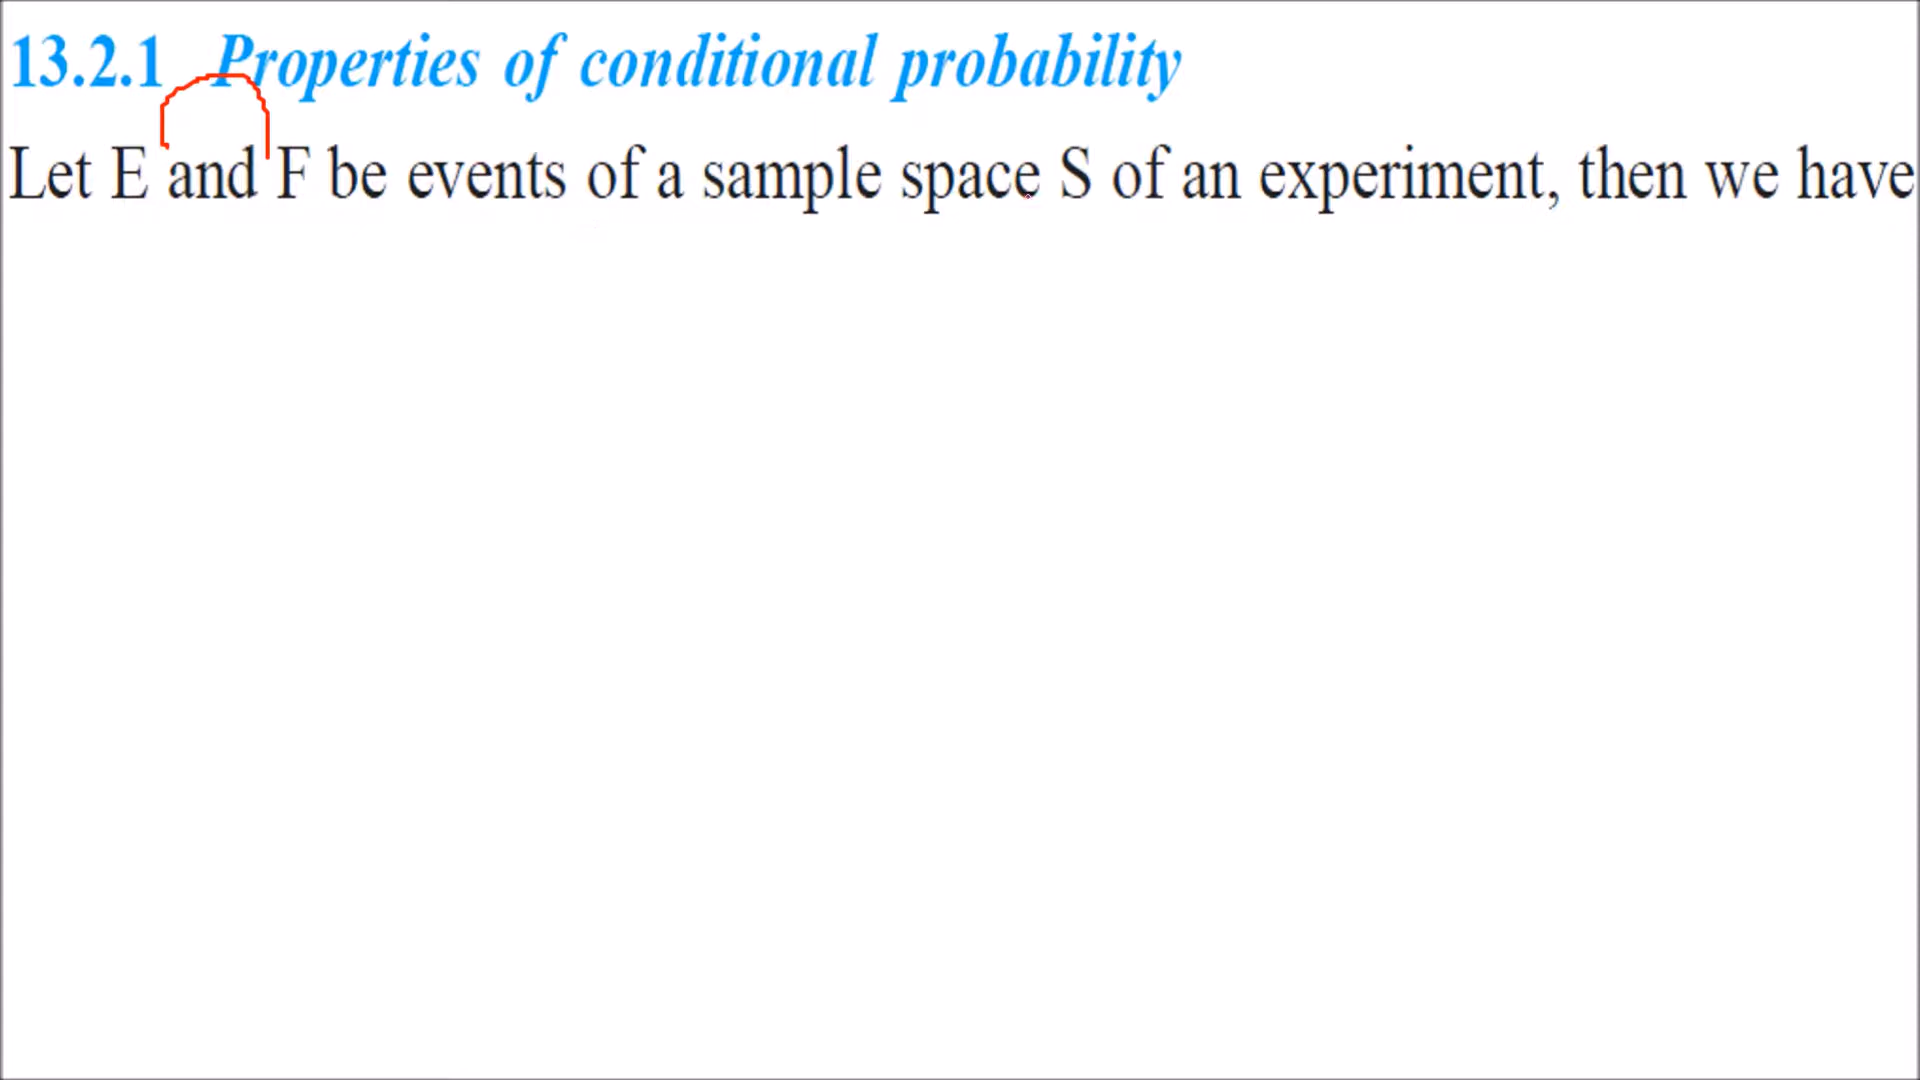 13.2.1 Properties of conditional probability
Let E and F be events of a sample space S of an experiment, then we have